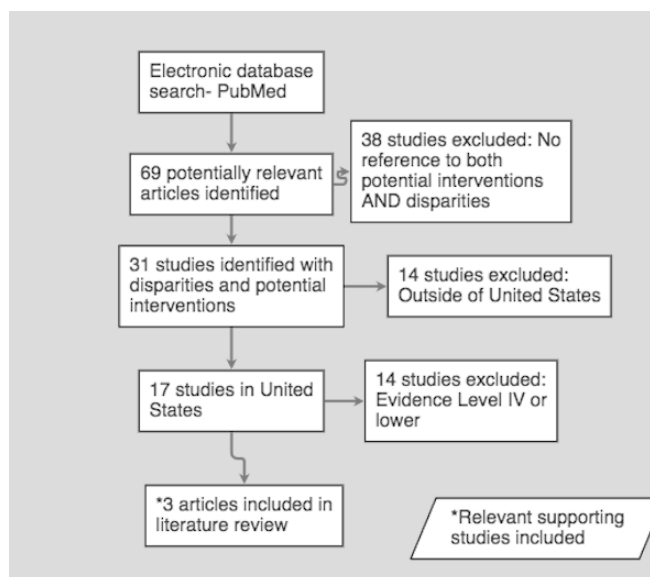 Electronic database
search- PubMed
69 potentially relevant
articles identified
38 studies excluded: No
reference to both
potential interventions
AND disparities
31 studies identified with
disparities and potential
interventions
14 studies excluded:
Outside of United States
17 studies in United
States
14 studies excluded:
Evidence Level IV or
lower
*3 articles included in
literature review
*Relevant supporting
studies included